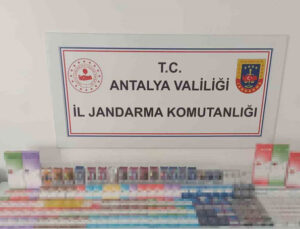 T.C.
ANTALYA VALİLİĞİ
İL JANDARMA KOMUTANLIĞI